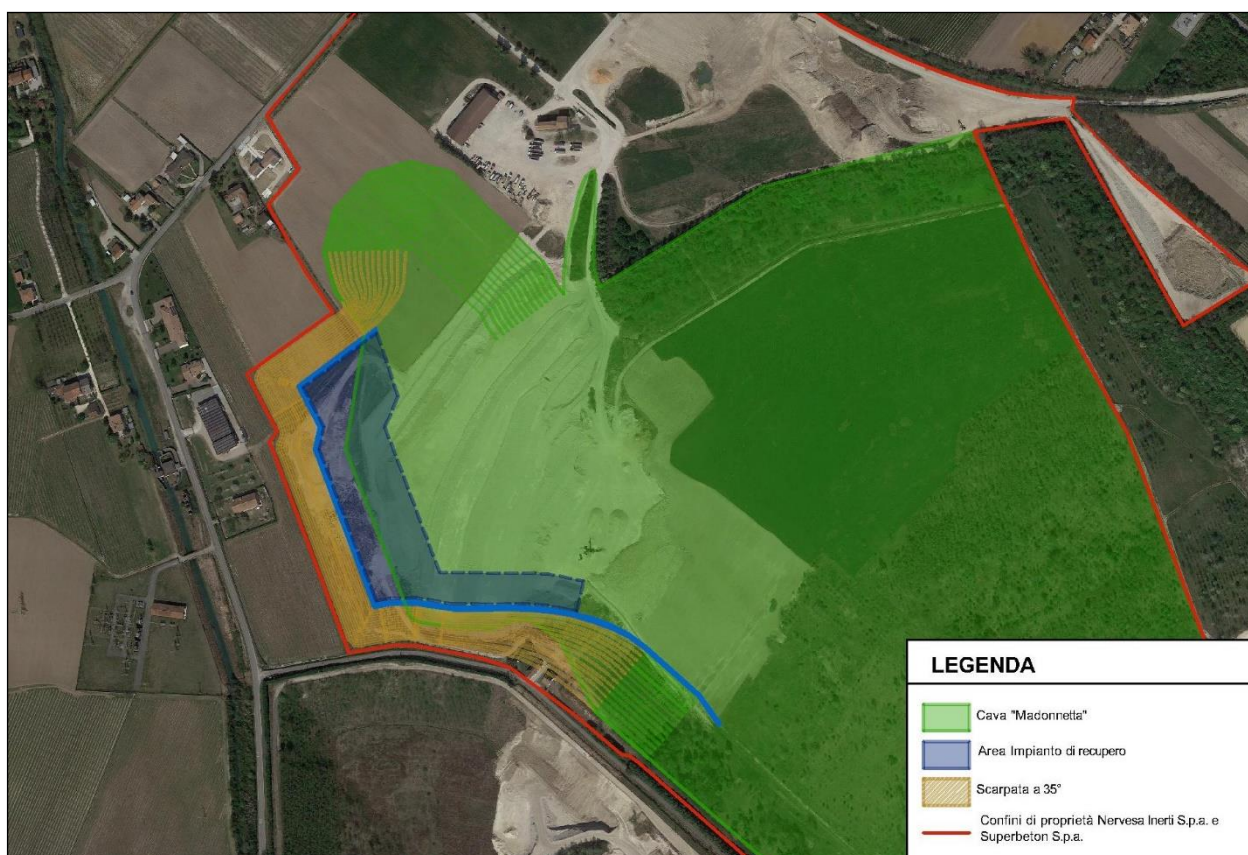 LEGENDA
Cava "Madonnetta"
Area Impianto di recupero
Scarpata a 35°
Confini di proprietà Nervesa Inerti S.p.a. e
Superbeton S.p.a.